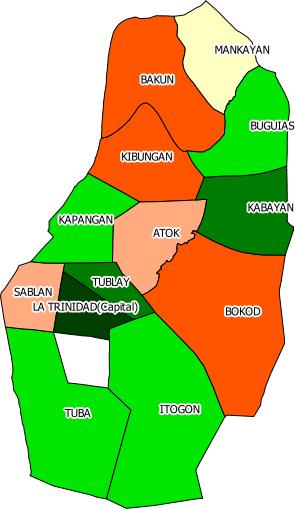 MANKAYAN
BAKUN
BUGUIAS
KIBUNGAN
KABAYAN
KAPANGAN
ATOK
TUBLAY
SABLAN
LA TRINIDAD(Capital)
BOKOD
TUBA
ITOGON